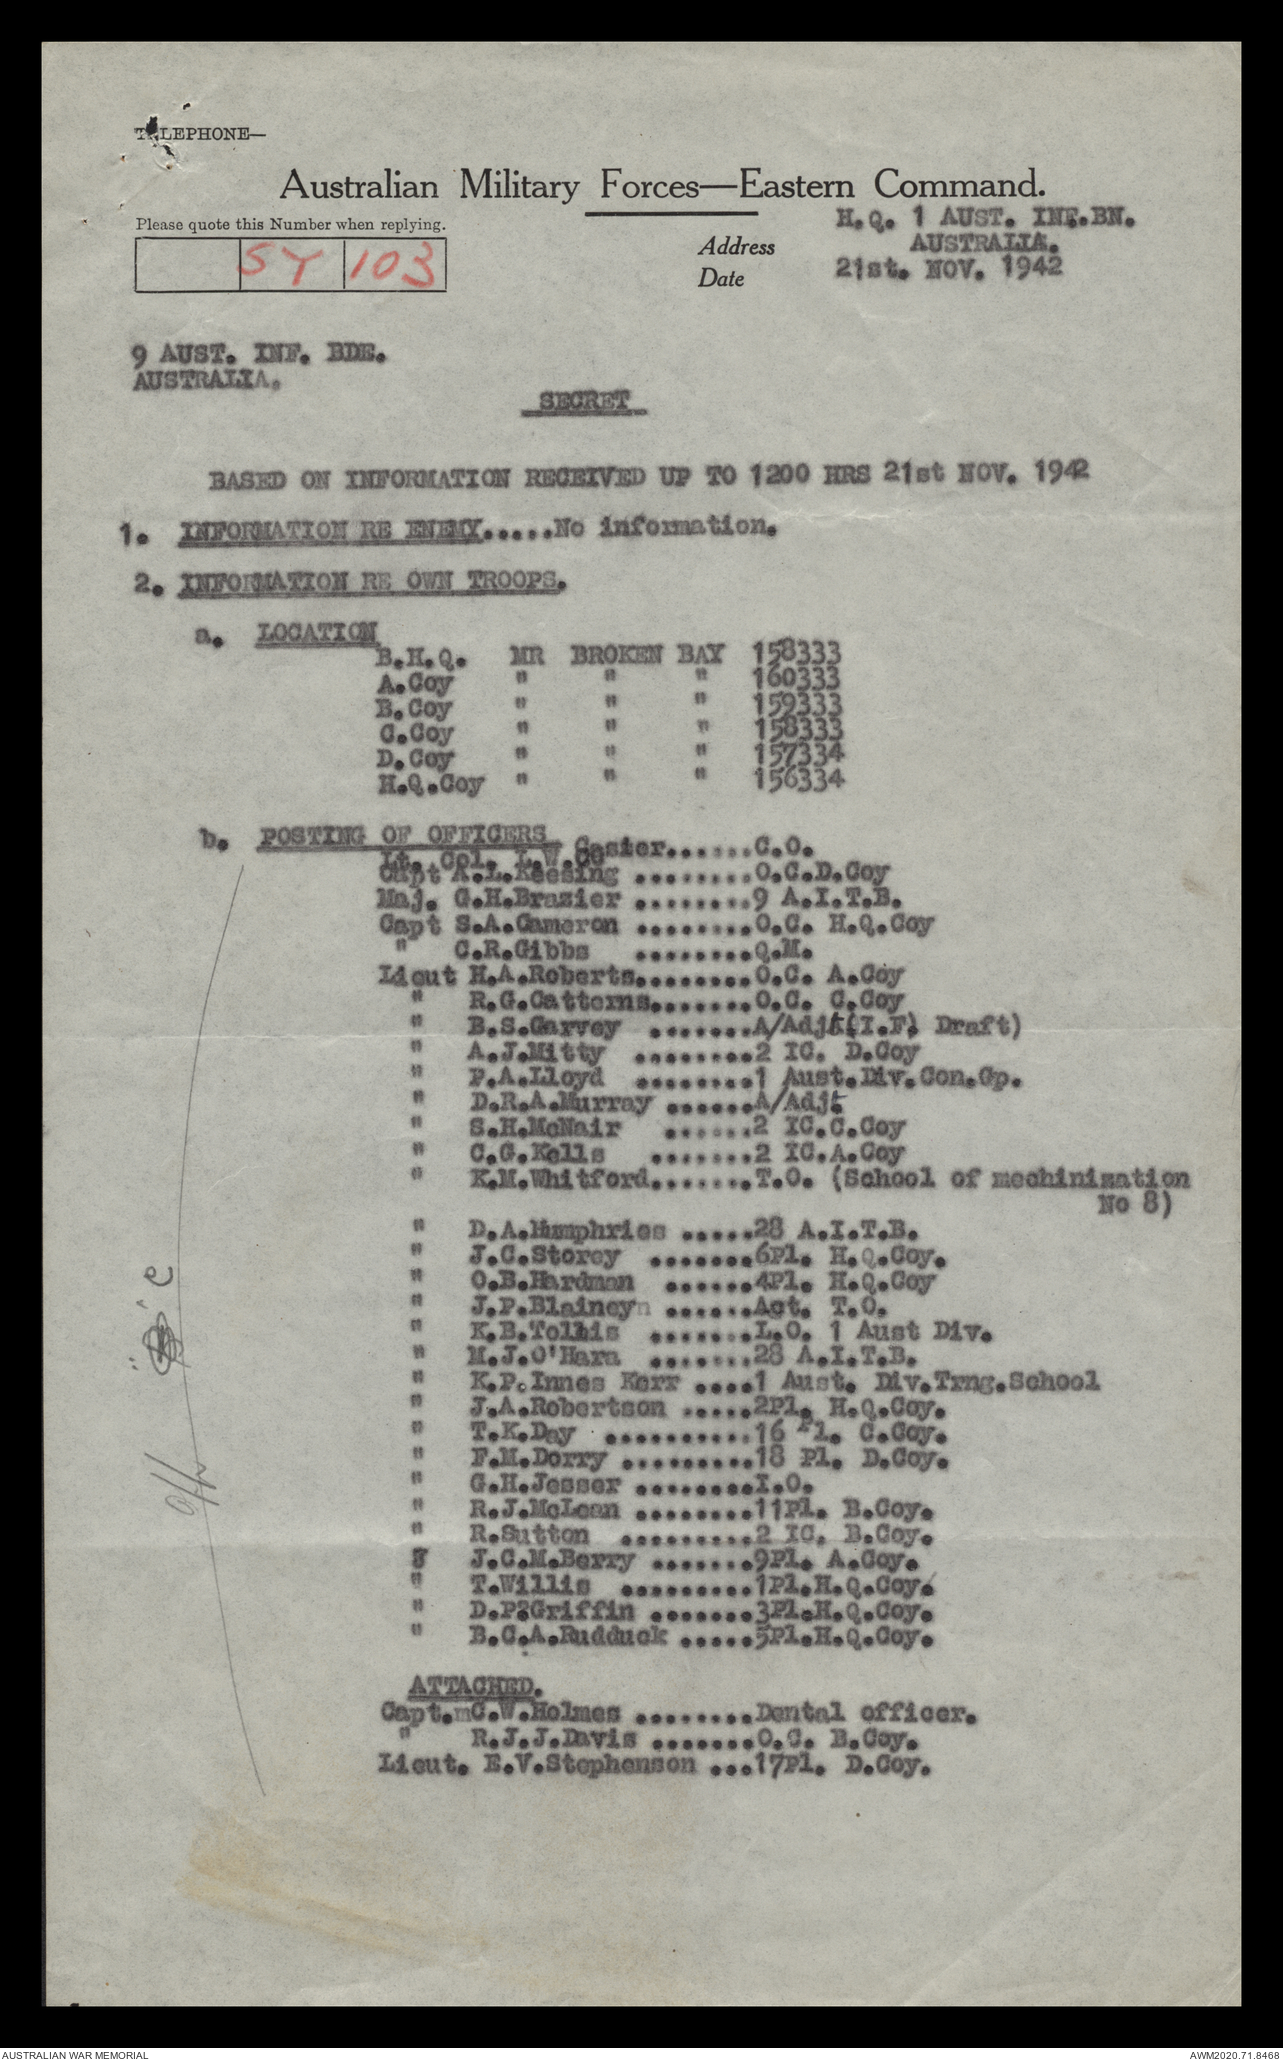 TELEPHONE—
Australian Military Forces—Eastern Command.
Please quote this Number when replying.
SY 103
Address H.Q. 1 AUST. INF.BN.
AUSTRALIA.
Date 21st. NOV. 1942
9 AUST. INF. BDE.
AUSTRALIA.
SECRET
BASED ON INFORMATION RECEIVED UP TO 1200 HRS 21st NOV. 1942
1. INFORMATION RE ENEMY.....No information.
2. INFORMATION RE OWN TROOPS.
a. LOCATION
B.H.Q. MR BROKEN BAY 158333
A.Coy " " " 160333
B.Coy " " " 159333
C.Coy " " " 158333
D.Coy " " " 157334
H.Q.Coy " " " 156334
b. POSTING OF OFFICERS
Lt. Col. L.W. Cosier.......C.O.
Capt A.L.Keesing ........O.C.D.Coy
Maj. G.H.Brazier ........9 A.I.T.B.
Capt S.A.Cameron ........O.C. H.Q.Coy
" C.R.Gibbs ........Q.M.
Lieut H.A.Roberts........O.C. A.Coy
" R.G.Catterns.......O.C. C.Coy
" B.S.Garvey .......A/Adjt(I.F) Draft)
" A.J.Mitty ........2 IC. D.Coy
" F.A.Lloyd ........1 Aust.Div.Con.Gp.
" D.R.A.Murray ......A/Adjt
" S.H.McNair ......2 IC.C.Coy
" C.G.Kells .......2 IC.A.Coy
" K.M.Whitford.......T.O. (School of mechinization
No 8)
" D.A.Humphries .....28 A.I.T.B.
" J.C.Storey .......6Pl. H.Q.Coy.
" O.B.Hardman ......4Pl. H.Q.Coy
" J.P.Blainey ......Act. T.O.
" K.B.Tollis .......L.O. 1 Aust Div.
" M.J.O'Hara .......28 A.I.T.B.
" K.P.Innes Kerr ....1 Aust. Div.Trng.School
" J.A.Robertson .....2Pl. H.Q.Coy.
" T.K.Day ..........16 Pl. C.Coy.
" F.M.Dorry .........18 Pl. D.Coy.
" G.H.Jesser ........I.O.
" R.J.McLean ........11Pl. B.Coy.
" R.Sutton .........2 IC. B.Coy.
" J.C.M.Berry .......9Pl. A.Coy.
" T.Willis .........1Pl.H.Q.Coy.
" D.P.Griffin .......3Pl.H.Q.Coy.
" B.C.A.Rudduck .....5Pl.H.Q.Coy.
ATTACHED.
Capt.mC.W.Holmes ........Dental officer.
" R.J.J.Davis .......O.C. B.Coy.
Lieut. E.V.Stephenson ...17Pl. D.Coy.
AUSTRALIAN WAR MEMORIAL
AWM2020.71.8468